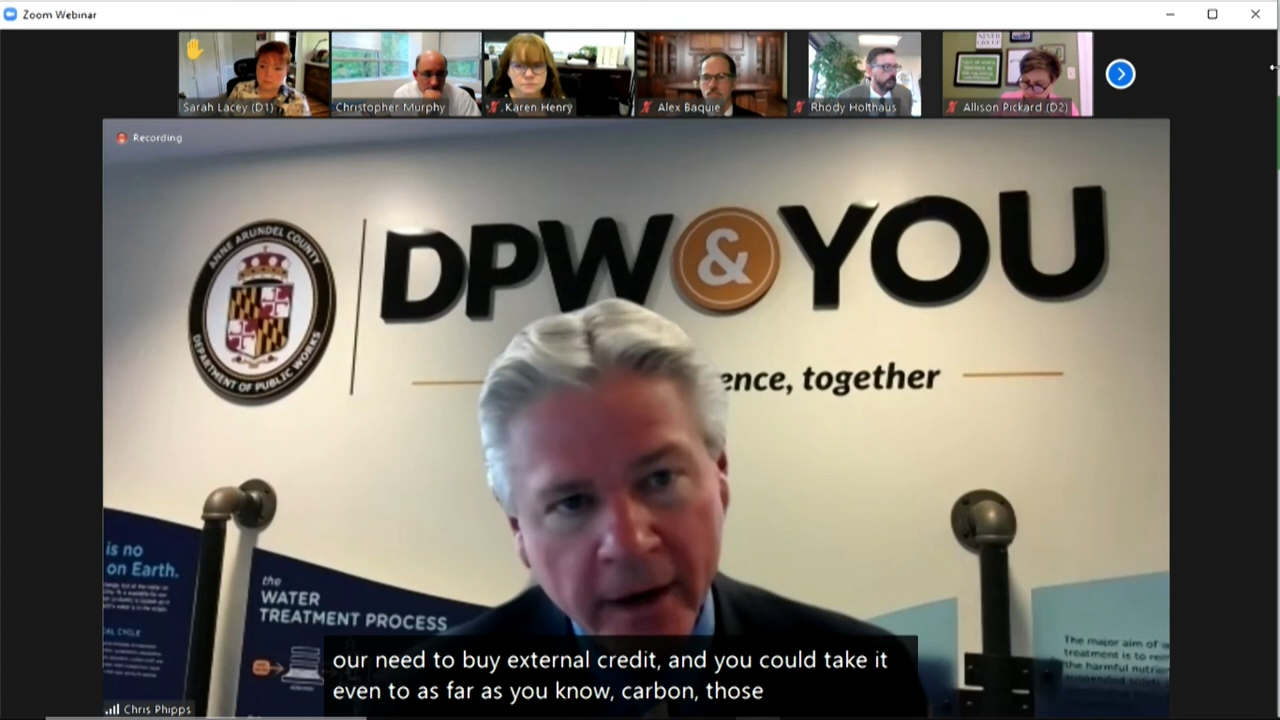 Zoom Webinar
Sarah Lacey (D1)
Christopher Murphy
Karen Henry
Alex Baquie
Rhody Holthaus
Allison Pickard (D2)
Recording
ANNE ARUNDEL COUNTY
DEPARTMENT OF PUBLIC WORKS
DPW & YOU
ence, together
is no
on Earth.
the
WATER
TREATMENT PROCESS
The major aim of
treatment is to
the harmful
our need to buy external credit, and you could take it
even to as far as you know, carbon, those
Chris Phipps